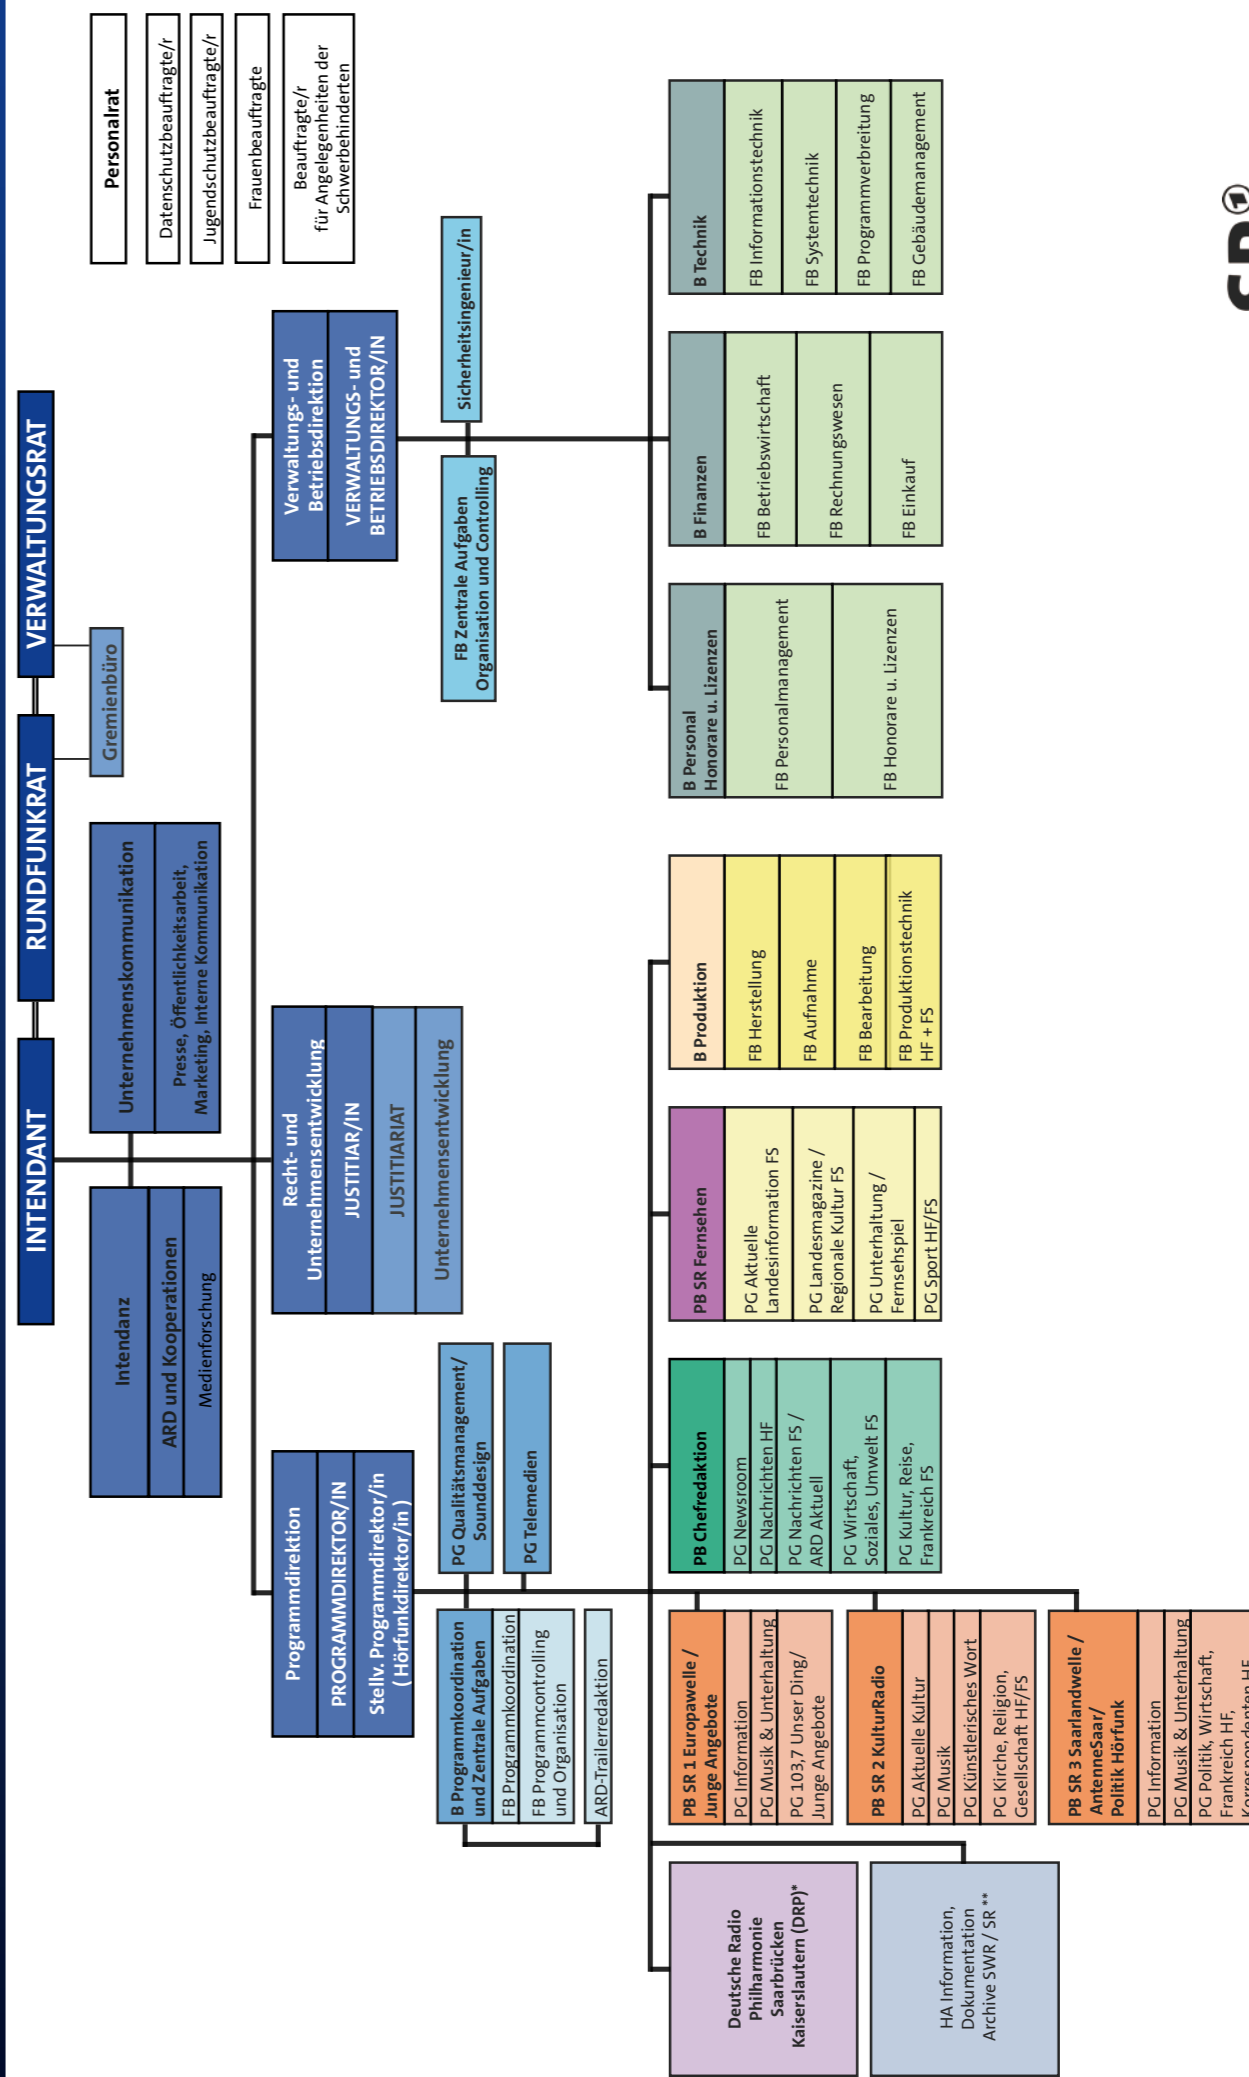 INTENDANT
RUNDFUNKRAT
VERWALTUNGSRAT
Gremienbüro
Personalrat
Datenschutzbeauftragte/r
Jugendschutzbeauftragte/r
Frauenbeauftragte
Beauftragte/r
für Angelegenheiten der
Schwerbehinderten
Intendanz
ARD und Kooperationen
Medienforschung
Unternehmenskommunikation
Presse, Öffentlichkeitsarbeit,
Marketing, Interne Kommunikation
Programmdirektion
PROGRAMMDIREKTOR/IN
Stellv. Programmdirektor/in
( Hörfunkdirektor/in )
Recht- und
Unternehmensentwicklung
JUSTITIAR/IN
JUSTITIARIAT
Unternehmensentwicklung
Verwaltungs- und
Betriebsdirektion
VERWALTUNGS- und
BETRIEBSDIREKTOR/IN
B Programmkoordination
und Zentrale Aufgaben
FB Programmkoordination
FB Programmcontrolling
und Organisation
ARD-Trailerredaktion
PG Qualitätsmanagement/
Sounddesign
PG Telemedien
FB Zentrale Aufgaben
Organisation und Controlling
Sicherheitsingenieur/in
Deutsche Radio
Philharmonie
Saarbrücken
Kaiserslautern (DRP)*
HA Information,
Dokumentation
Archive SWR / SR **
PB SR 1 Europawelle /
Junge Angebote
PG Information
PG Musik & Unterhaltung
PG 103,7 Unser Ding/
Junge Angebote
PB SR 2 KulturRadio
PG Aktuelle Kultur
PG Musik
PG Künstlerisches Wort
PG Kirche, Religion,
Gesellschaft HF/FS
PB SR 3 Saarlandwelle /
AntenneSaar/
Politik Hörfunk
PG Information
PG Musik & Unterhaltung
PG Politik, Wirtschaft,
Frankreich HF,
Korrespondenten HF
PB Chefredaktion
PG Newsroom
PG Nachrichten HF
PG Nachrichten FS /
ARD Aktuell
PG Wirtschaft,
Soziales, Umwelt FS
PG Kultur, Reise,
Frankreich FS
PB SR Fernsehen
PG Aktuelle
Landesinformation FS
PG Landesmagazine /
Regionale Kultur FS
PG Unterhaltung /
Fernsehspiel
PG Sport HF/FS
B Produktion
FB Herstellung
FB Aufnahme
FB Bearbeitung
FB Produktionstechnik
HF + FS
B Personal
Honorare u. Lizenzen
FB Personalmanagement
FB Honorare u. Lizenzen
B Finanzen
FB Betriebswirtschaft
FB Rechnungswesen
FB Einkauf
B Technik
FB Informationstechnik
FB Systemtechnik
FB Programmverbreitung
FB Gebäudemanagement
SR